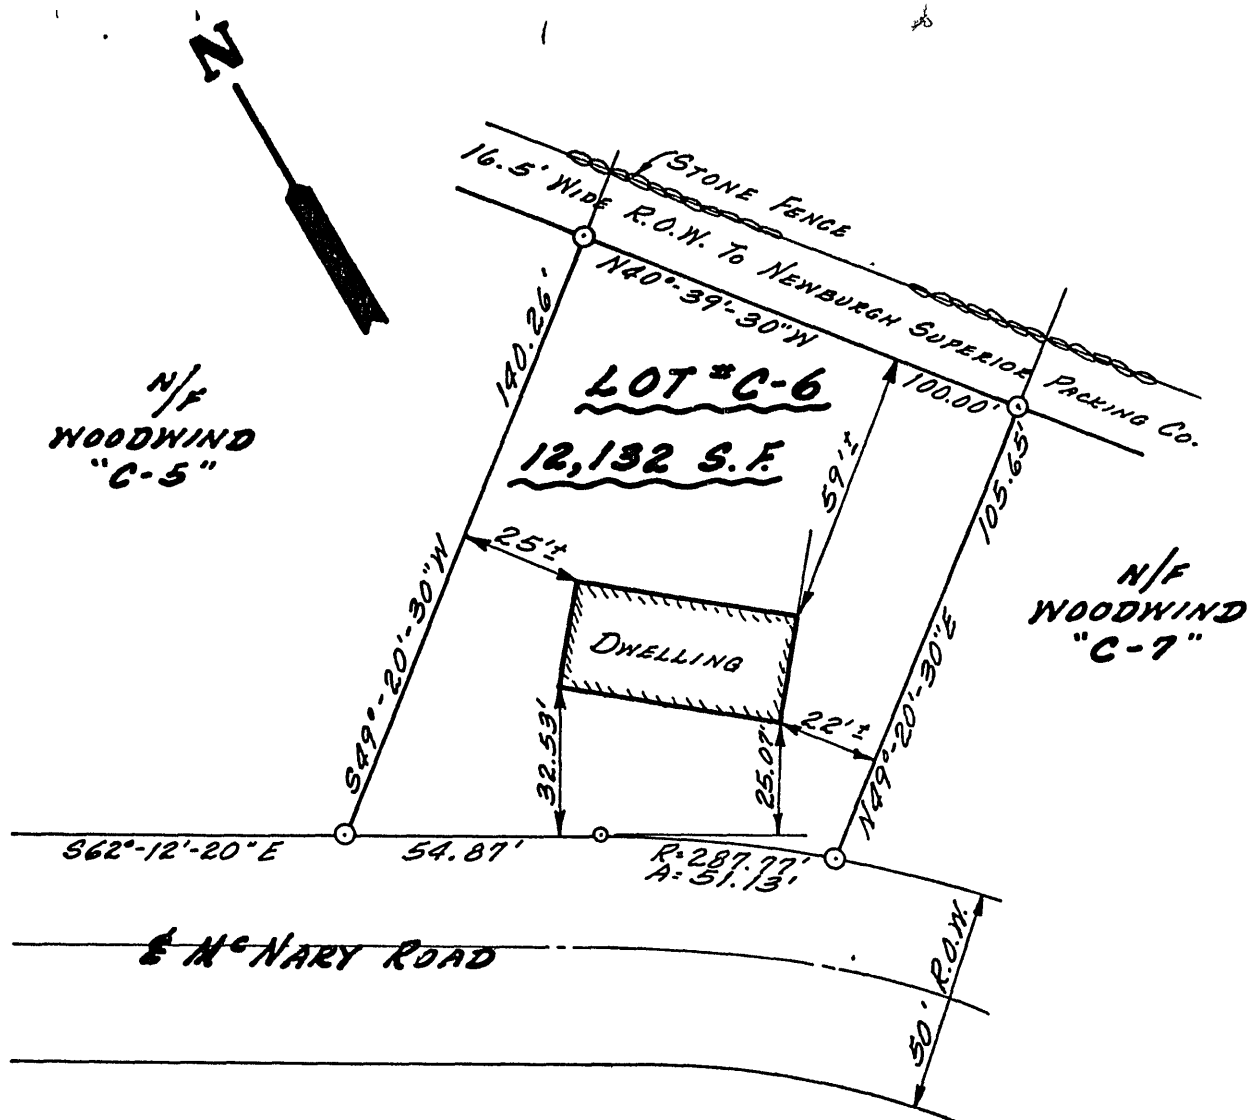 N
STONE FENCE
16.5' WIDE R.O.W. TO NEWBURGH SUPERIOR PACKING CO.
N40°-39'-30"W
100.00'
140.26'
LOT #C-6
12,132 S.F.
N/F
WOODWIND
"C-5"
59'±
105.65'
25'±
N/F
WOODWIND
"C-7"
DWELLING
S49°-20'-30"W
22'±
N49°-20'-30"E
32.53'
25.07'
S62°-12'-20"E
54.87'
R=287.77'
A=51.13'
℄ McNARY ROAD
50' R.O.W.